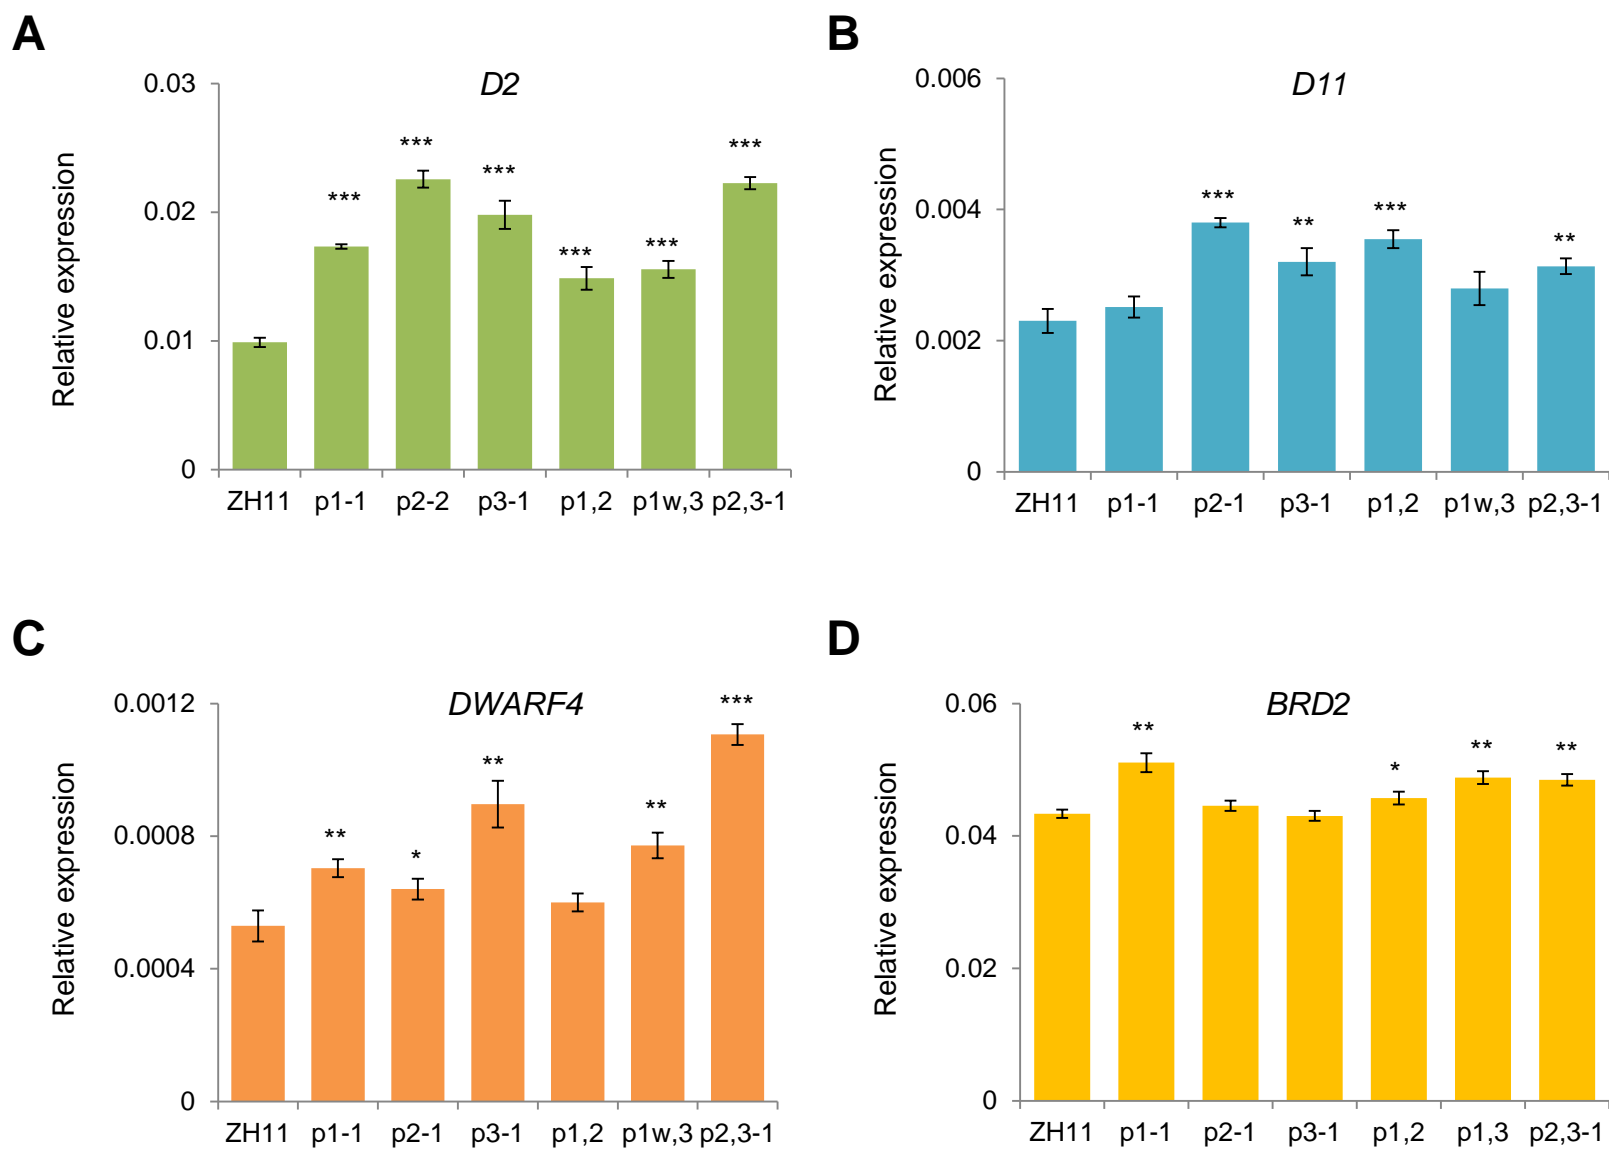 A
D2
Relative expression
0.03
0.02
0.01
0
***
***
***
***
***
***
ZH11 p1-1 p2-2 p3-1 p1,2 p1w,3 p2,3-1
B
D11
Relative expression
0.006
0.004
0.002
0
***
**
***
**
ZH11 p1-1 p2-1 p3-1 p1,2 p1w,3 p2,3-1
C
DWARF4
Relative expression
0.0012
0.0008
0.0004
0
**
*
**
**
***
ZH11 p1-1 p2-1 p3-1 p1,2 p1w,3 p2,3-1
D
BRD2
Relative expression
0.06
0.04
0.02
0
**
*
**
**
ZH11 p1-1 p2-1 p3-1 p1,2 p1,3 p2,3-1